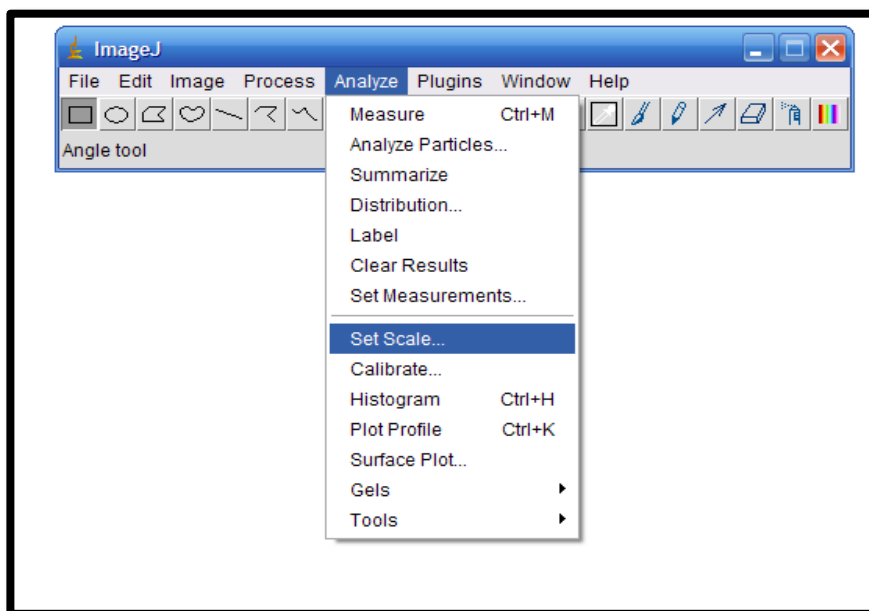 ImageJ
File Edit Image Process Analyze Plugins Window Help
Angle tool
Measure Ctrl+M
Analyze Particles...
Summarize
Distribution...
Label
Clear Results
Set Measurements...
Set Scale...
Calibrate...
Histogram Ctrl+H
Plot Profile Ctrl+K
Surface Plot...
Gels
Tools